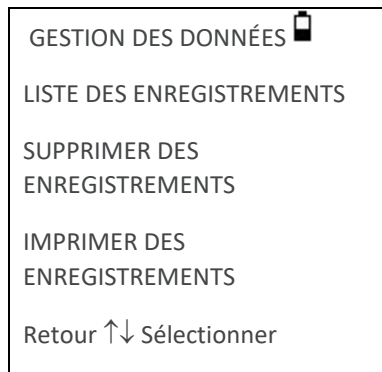 GESTION DES DONNÉES
LISTE DES ENREGISTREMENTS
SUPPRIMER DES
ENREGISTREMENTS
IMPRIMER DES
ENREGISTREMENTS
Retour ↑↓ Sélectionner